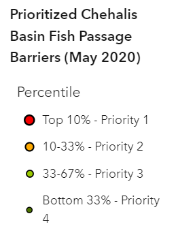 Prioritized Chehalis
Basin Fish Passage
Barriers (May 2020)
Percentile
Top 10% - Priority 1
10-33% - Priority 2
33-67% - Priority 3
Bottom 33% - Priority
4